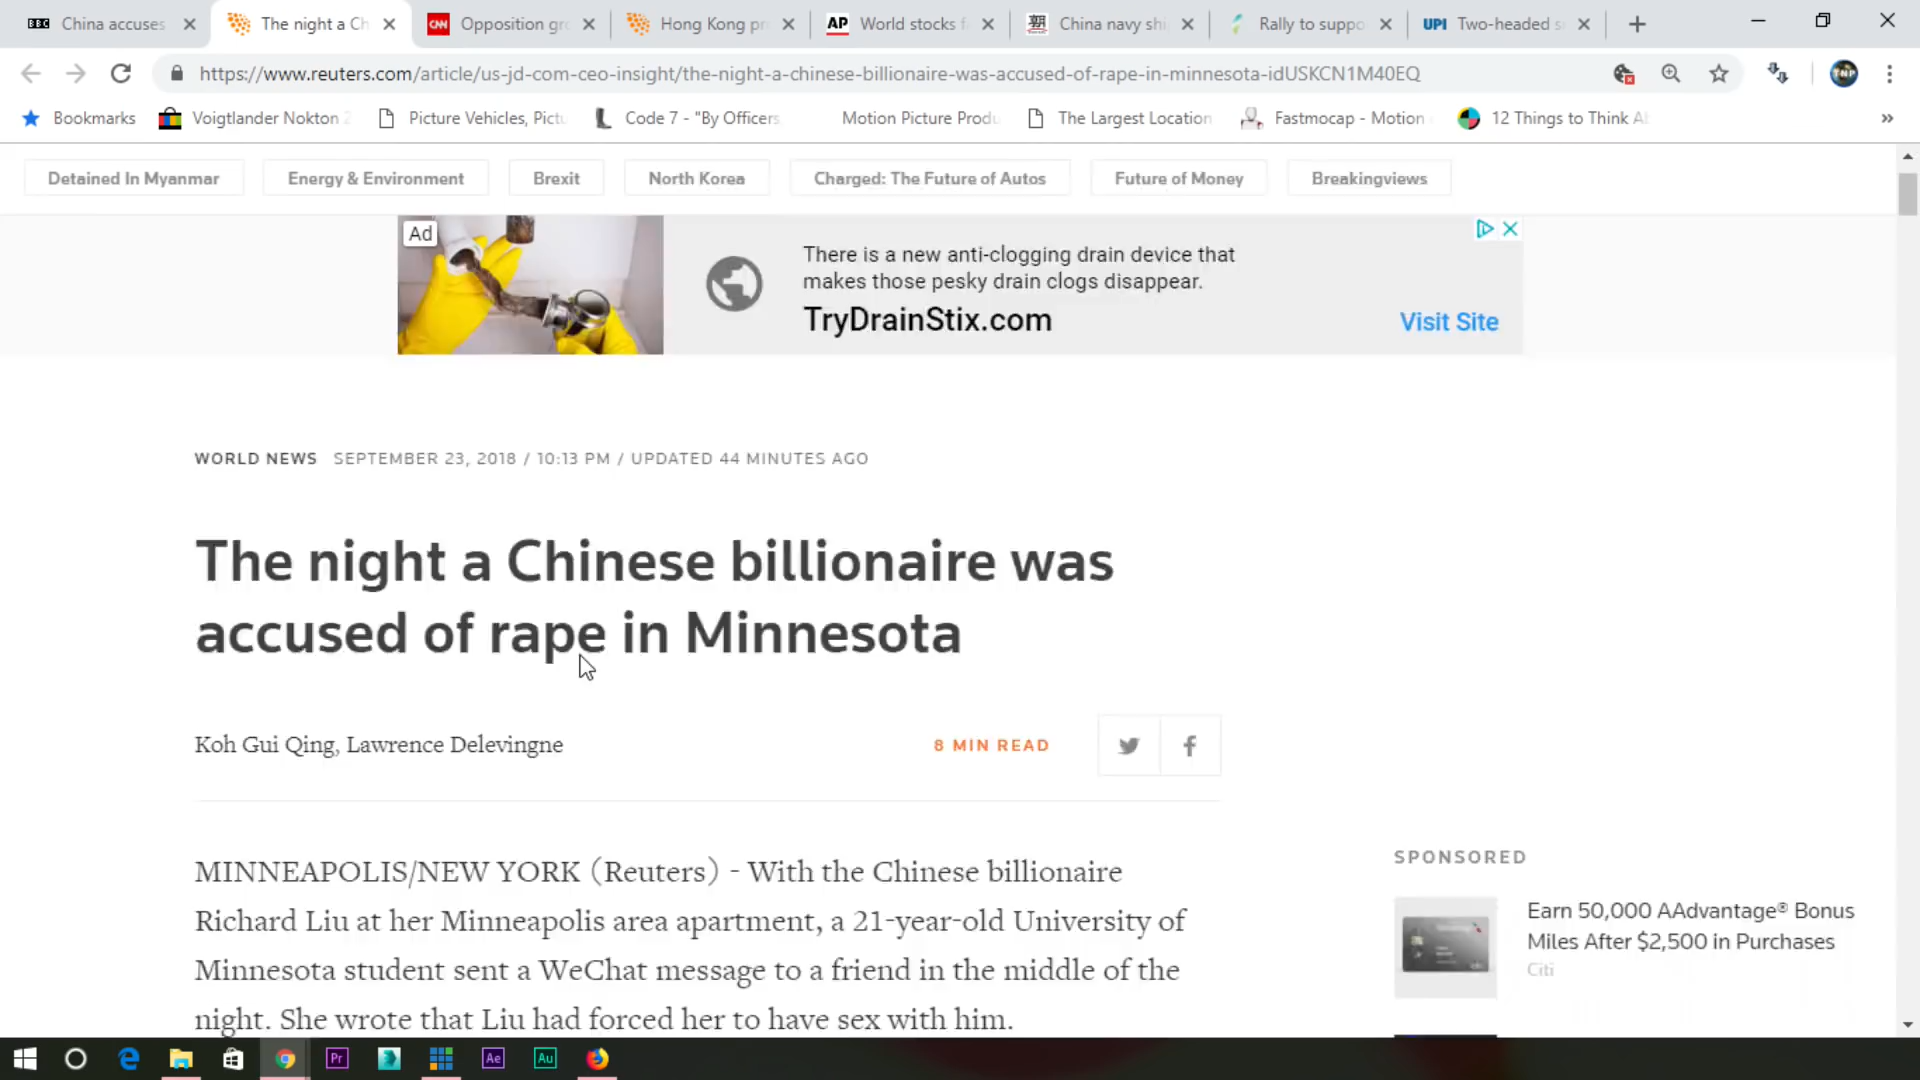 BBC China accuses
The night a Ch
CNN Opposition gr
Hong Kong pr
AP World stocks f
China navy shi
Rally to suppo
UPI Two-headed s
https://www.reuters.com/article/us-jd-com-ceo-insight/the-night-a-chinese-billionaire-was-accused-of-rape-in-minnesota-idUSKCN1M40EQ
TNP
Bookmarks
Voigtlander Nokton 2
Picture Vehicles, Pictu
Code 7 - "By Officers
Motion Picture Produ
The Largest Location
Fastmocap - Motion
12 Things to Think Ab
Detained In Myanmar
Energy & Environment
Brexit
North Korea
Charged: The Future of Autos
Future of Money
Breakingviews
Ad
There is a new anti-clogging drain device that
makes those pesky drain clogs disappear.
TryDrainStix.com
Visit Site
WORLD NEWS SEPTEMBER 23, 2018 / 10:13 PM / UPDATED 44 MINUTES AGO
The night a Chinese billionaire was
accused of rape in Minnesota
Koh Gui Qing, Lawrence Delevingne
8 MIN READ
MINNEAPOLIS/NEW YORK (Reuters) - With the Chinese billionaire
Richard Liu at her Minneapolis area apartment, a 21-year-old University of
Minnesota student sent a WeChat message to a friend in the middle of the
night. She wrote that Liu had forced her to have sex with him.
SPONSORED
Earn 50,000 AAdvantage® Bonus
Miles After $2,500 in Purchases
Citi
Pr
Ae
Au